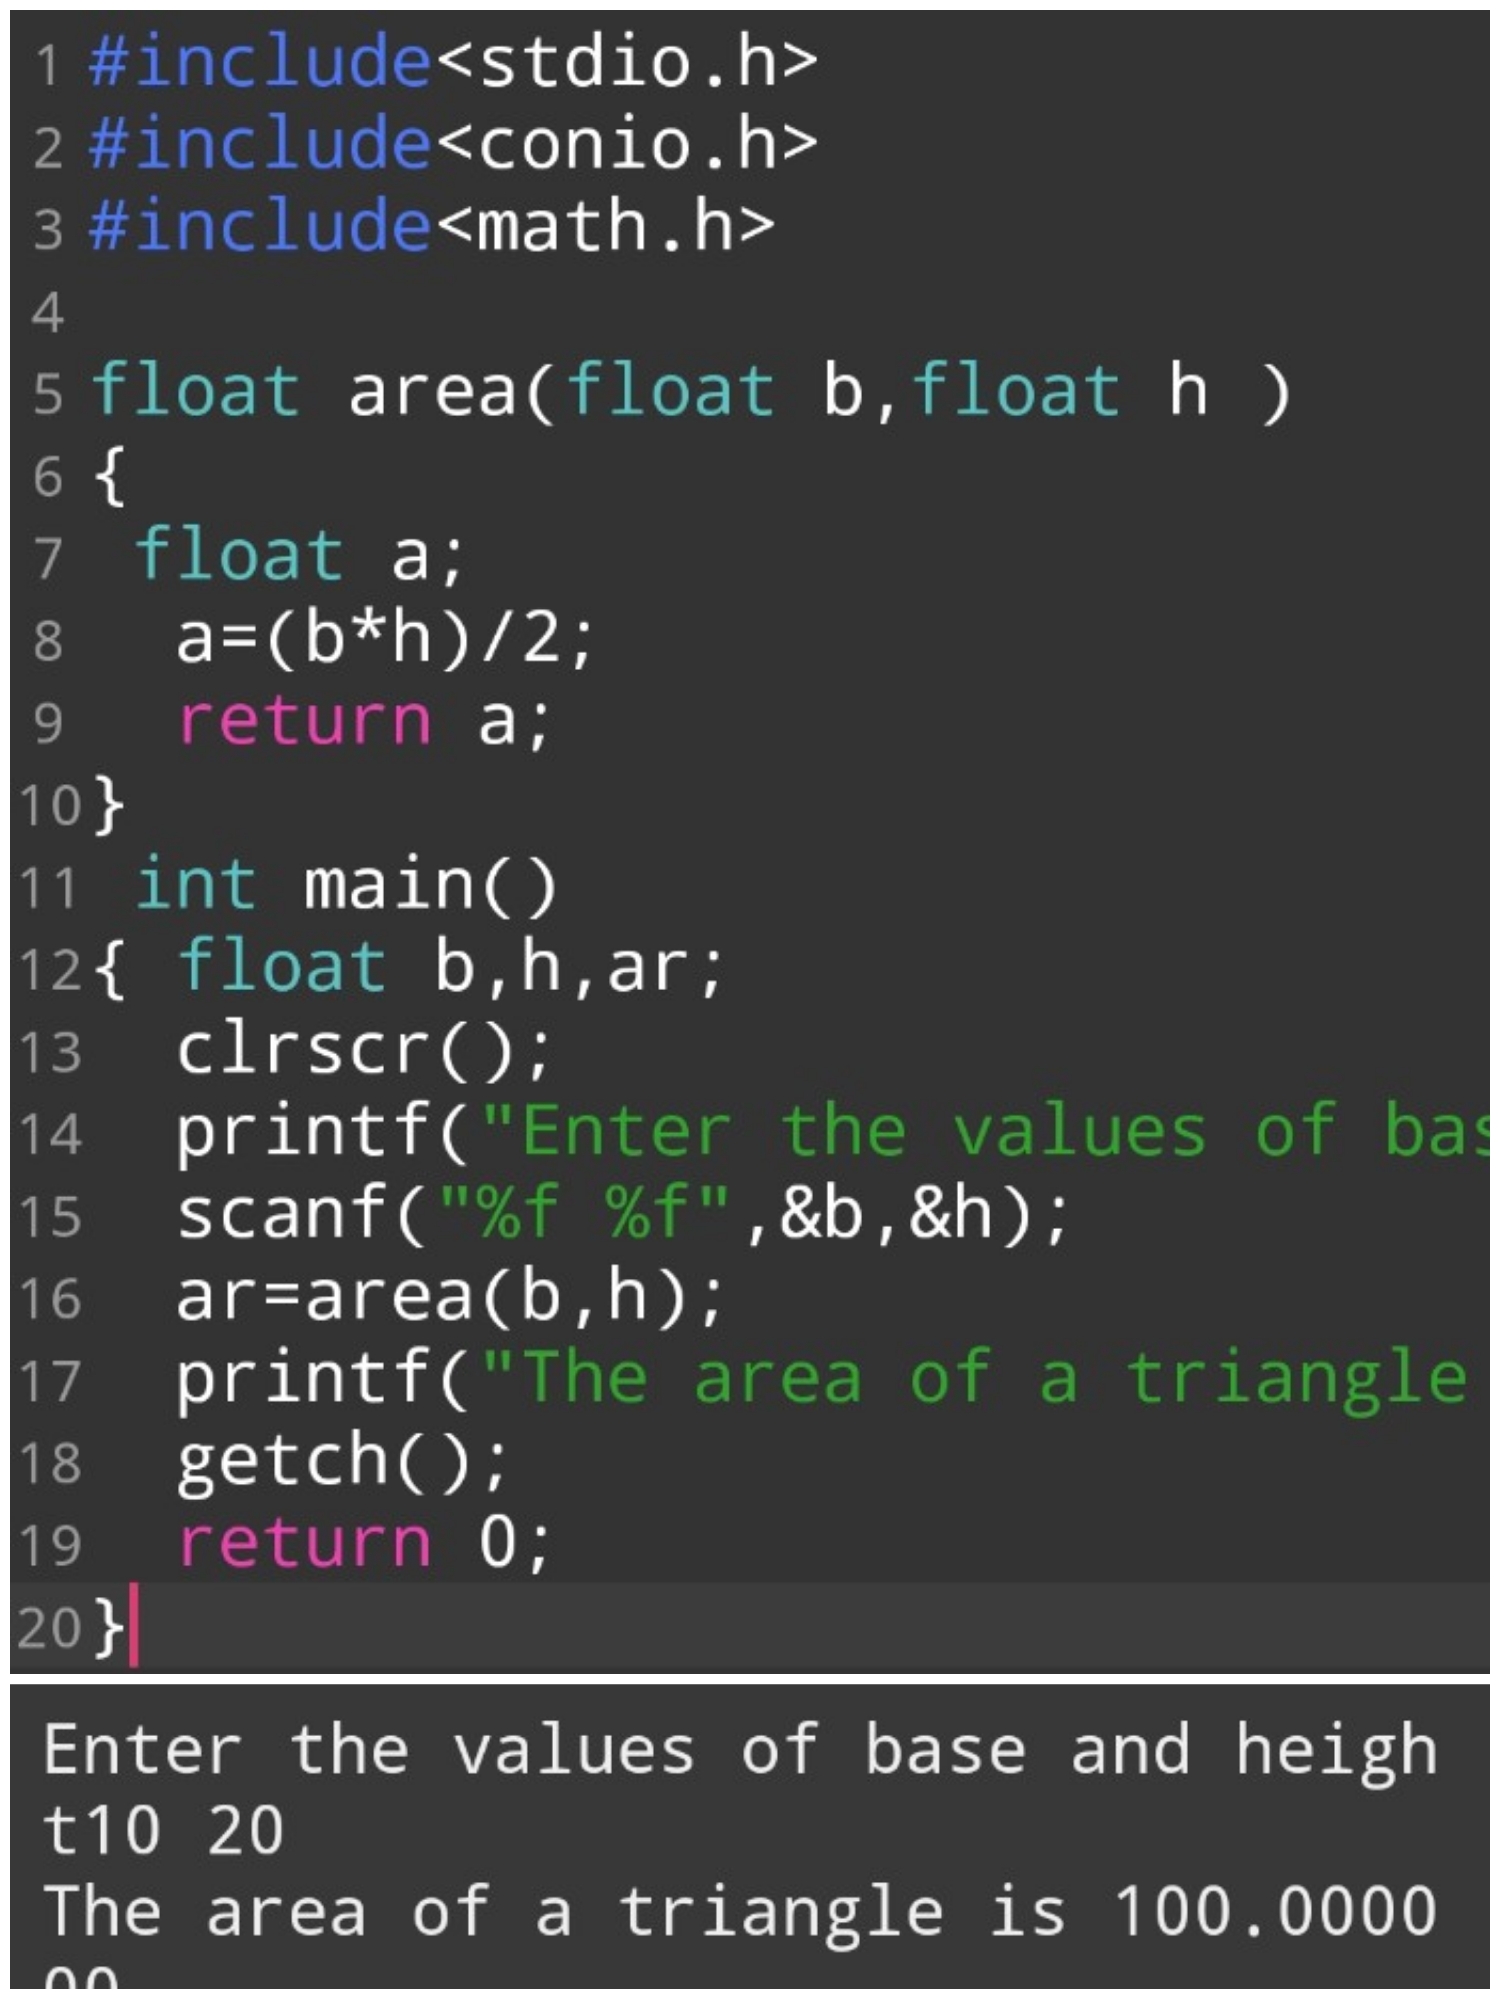 1 #include<stdio.h>
2 #include<conio.h>
3 #include<math.h>
4
5 float area(float b,float h )
6 {
7  float a;
8   a=(b*h)/2;
9   return a;
10 }
11  int main()
12 { float b,h,ar;
13   clrscr();
14   printf("Enter the values of bas
15   scanf("%f %f",&b,&h);
16   ar=area(b,h);
17   printf("The area of a triangle
18   getch();
19   return 0;
20 }
Enter the values of base and heigh
t10 20
The area of a triangle is 100.0000
00